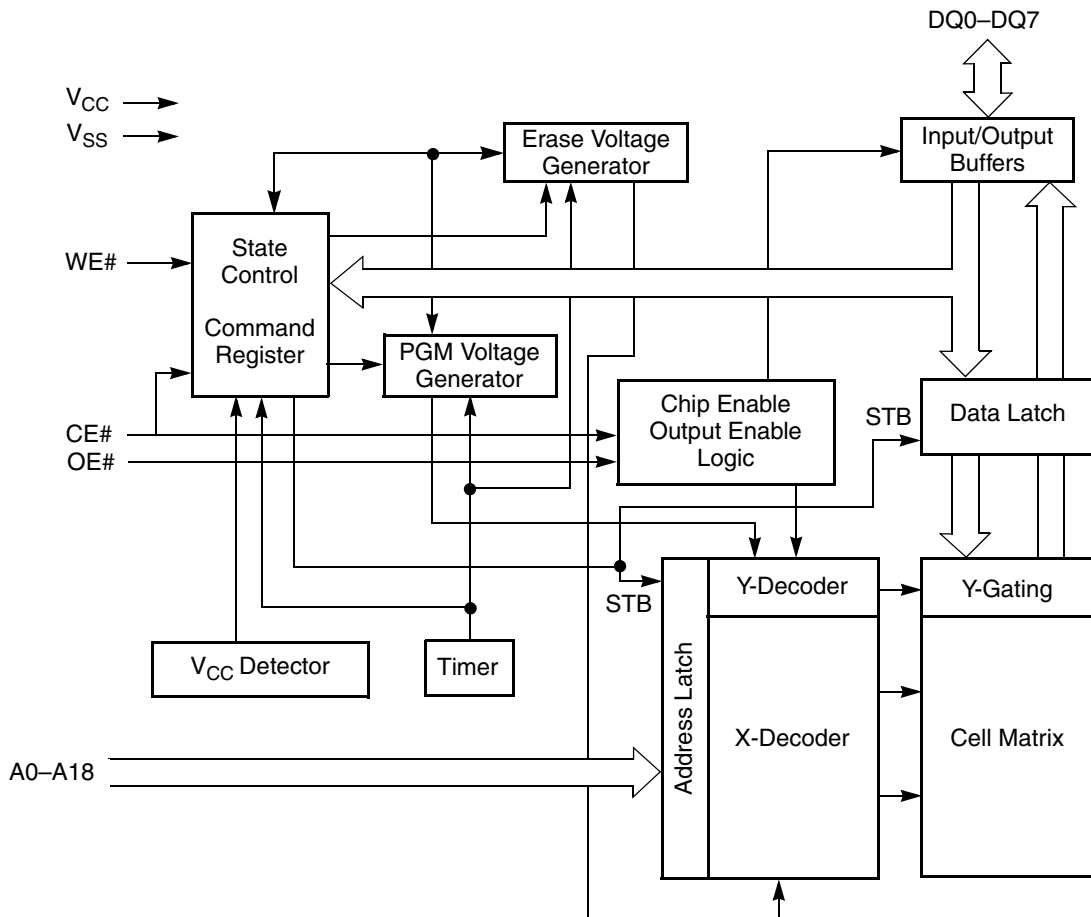 DQ0–DQ7
VCC
VSS
Erase Voltage
Generator
Input/Output
Buffers
WE#
State
Control
Command
Register
PGM Voltage
Generator
Chip Enable
Output Enable
Logic
STB
Data Latch
CE#
OE#
STB
Y-Decoder
Y-Gating
VCC Detector
Timer
Address Latch
X-Decoder
Cell Matrix
A0–A18